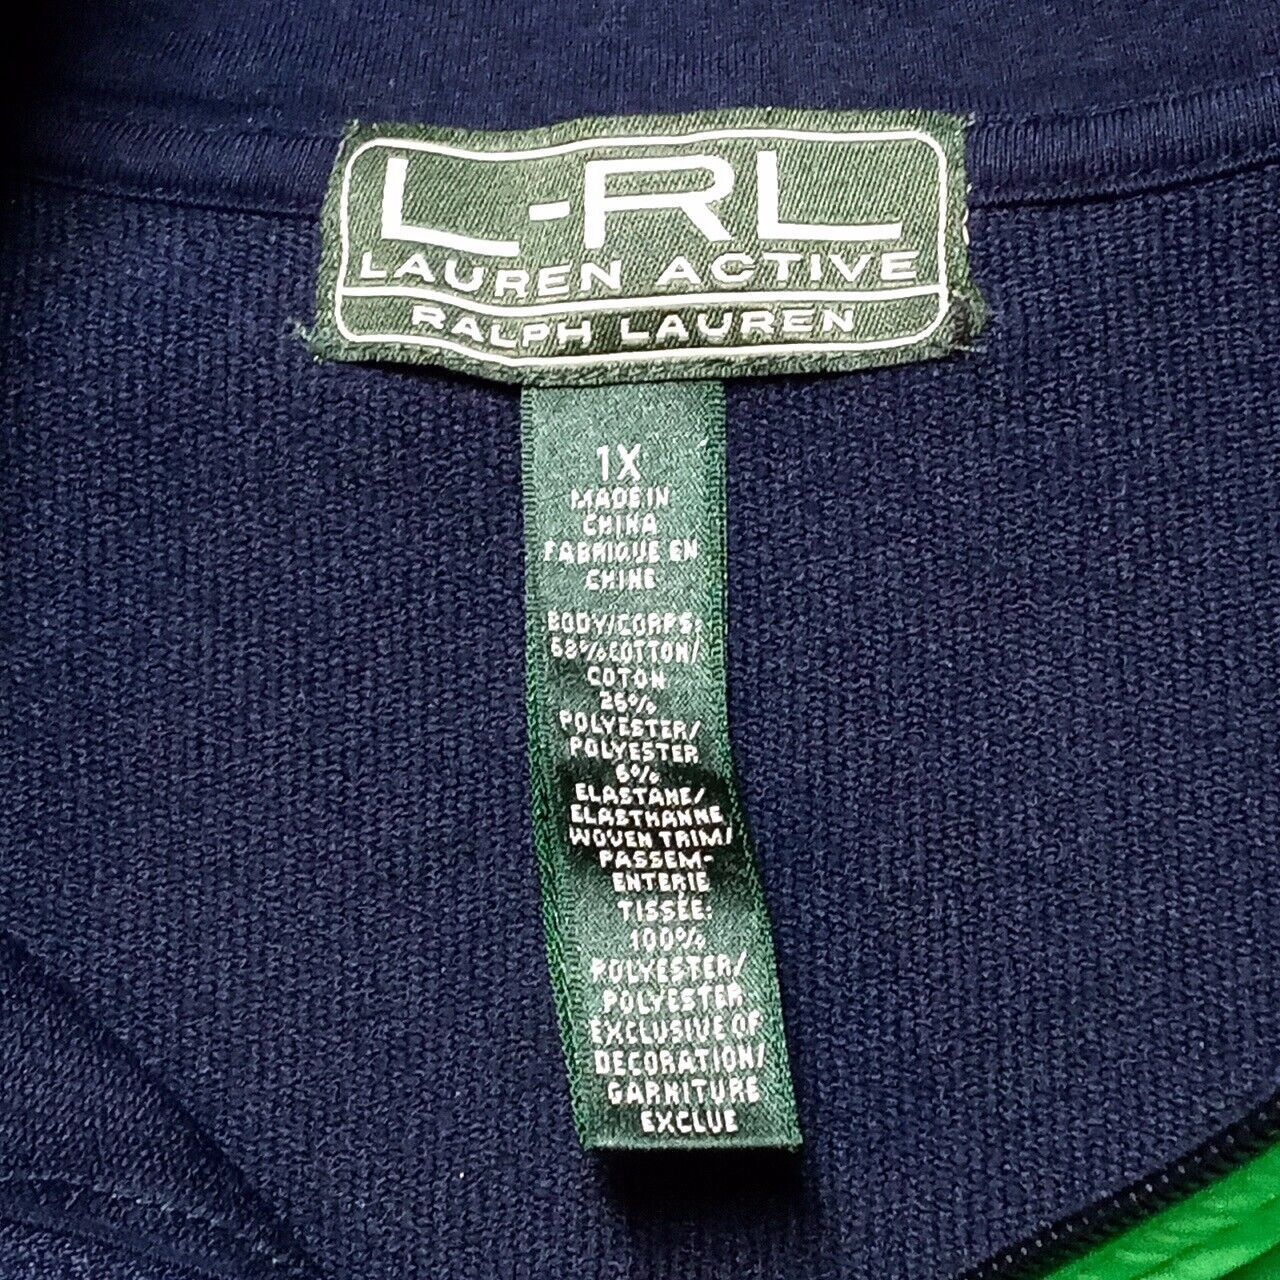 L-RL
LAUREN ACTIVE
RALPH LAUREN
1X
MADE IN
CHINA
FABRIQUE EN
CHINE
BODY/CORPS:
68%COTTON/
COTON
26%
POLYESTER/
POLYESTER
6%
ELASTANE/
ELASTHANNE
WOVEN TRIM/
PASSEM-
ENTERIE
TISSÉE:
100%
POLYESTER/
POLYESTER
EXCLUSIVE OF
DECORATION/
GARNITURE
EXCLUE